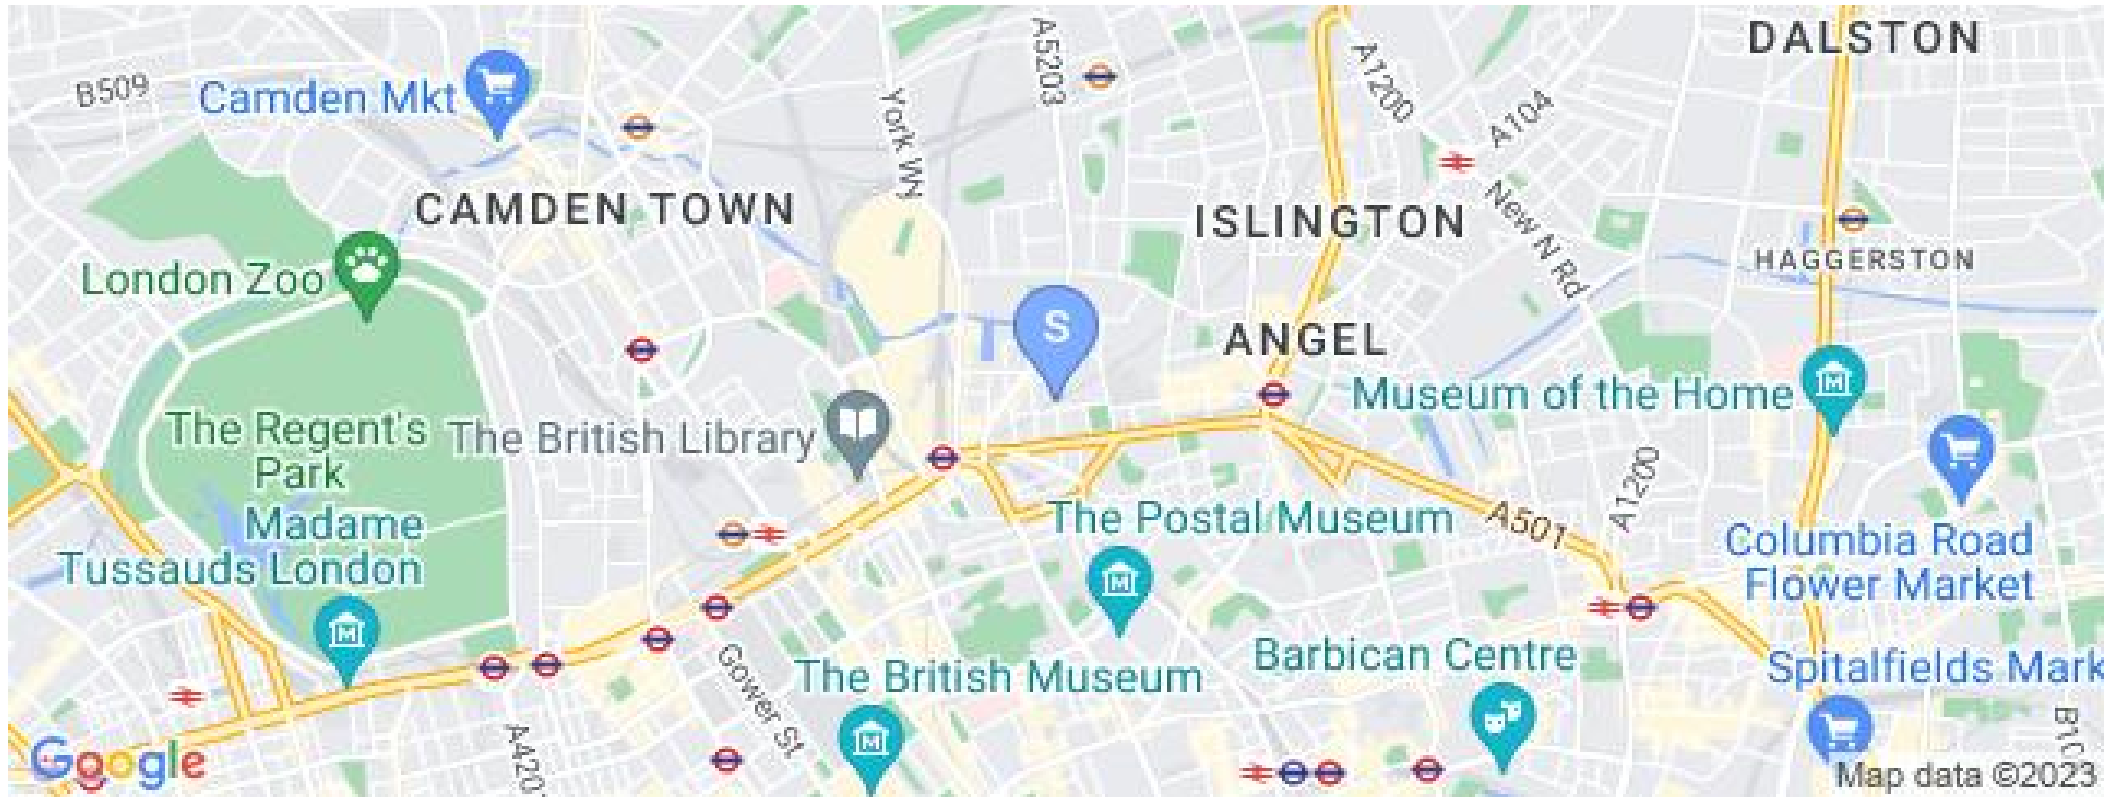 DALSTON
B509
Camden Mkt
A5203
A1200
A104
York Wy
CAMDEN TOWN
ISLINGTON
New N Rd
HAGGERSTON
London Zoo
S
ANGEL
Museum of the Home
The Regent's
Park
The British Library
A1200
Madame
Tussauds London
The Postal Museum
A501
Columbia Road
Flower Market
Gower St
The British Museum
Barbican Centre
Spitalfields Mark
A420
B10
Google
Map data ©2023